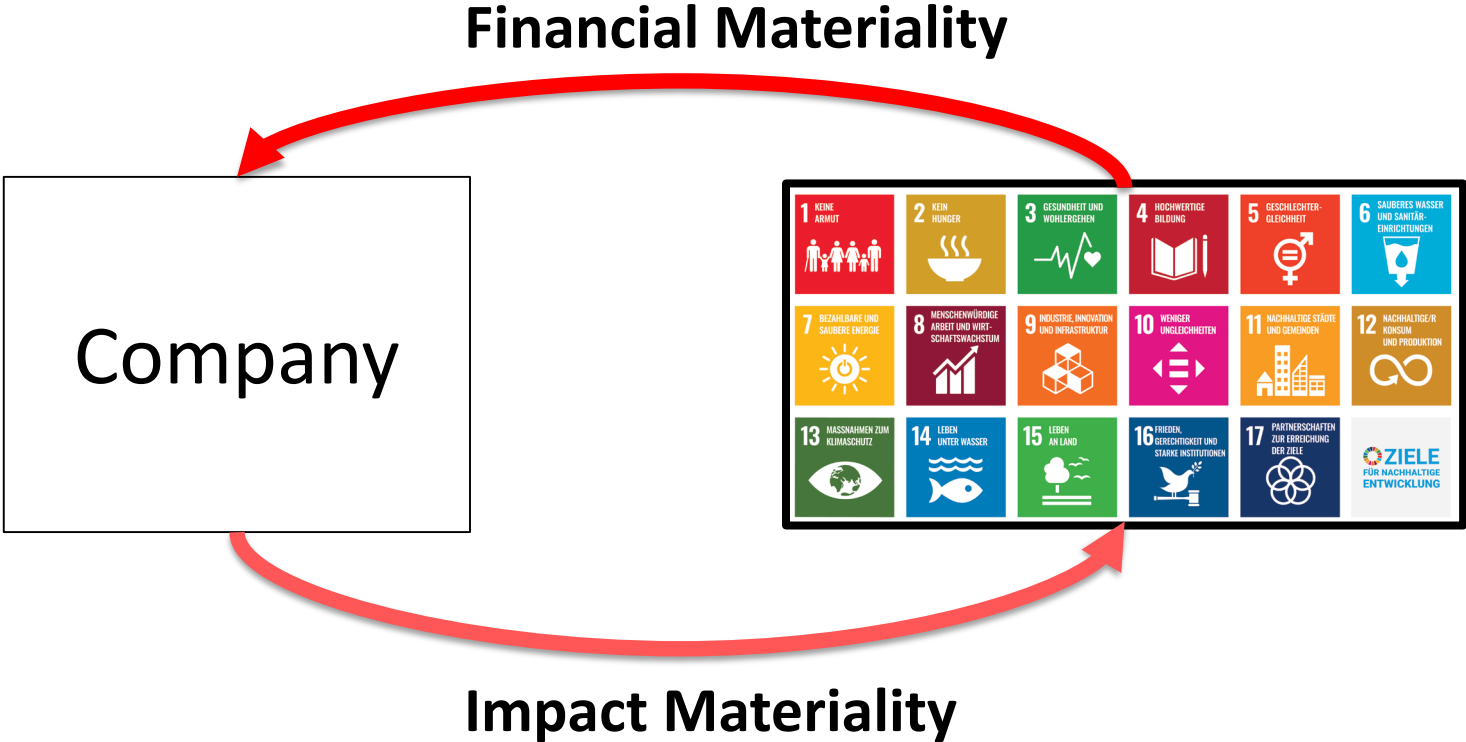 Financial Materiality
Company
1 KEINE
ARMUT
2 KEIN
HUNGER
3 GESUNDHEIT UND
WOHLERGEHEN
4 HOCHWERTIGE
BILDUNG
5 GESCHLECHTER-
GLEICHHEIT
6 SAUBERES WASSER
UND SANITÄR-
EINRICHTUNGEN
7 BEZAHLBARE UND
SAUBERE ENERGIE
8 MENSCHENWÜRDIGE
ARBEIT UND WIRT-
SCHAFTSWACHSTUM
9 INDUSTRIE, INNOVATION
UND INFRASTRUKTUR
10 WENIGER
UNGLEICHHEITEN
11 NACHHALTIGE STÄDTE
UND GEMEINDEN
12 NACHHALTIGE/R
KONSUM
UND PRODUKTION
13 MASSNAHMEN ZUM
KLIMASCHUTZ
14 LEBEN
UNTER WASSER
15 LEBEN
AN LAND
16 FRIEDEN,
GERECHTIGKEIT UND
STARKE INSTITUTIONEN
17 PARTNERSCHAFTEN
ZUR ERREICHUNG
DER ZIELE
ZIELE
FÜR NACHHALTIGE
ENTWICKLUNG
Impact Materiality